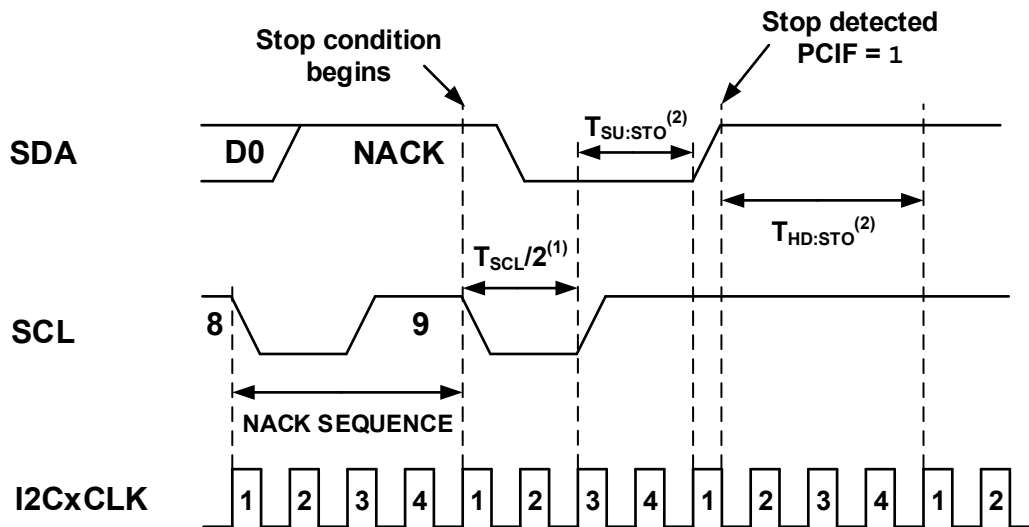 Stop condition
begins
Stop detected
PCIF = 1
SDA
D0
NACK
TSU:STO(2)
THD:STO(2)
TSCL/2(1)
SCL
8
9
NACK SEQUENCE
I2CxCLK
1 2 3 4 1 2 3 4 1 2 3 4 1 2